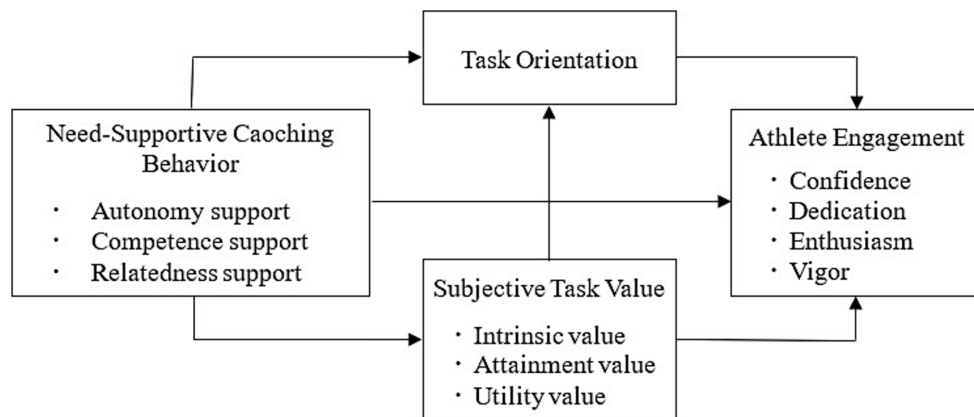 Task Orientation
Need-Supportive Caoching
Behavior
· Autonomy support
· Competence support
· Relatedness support
Athlete Engagement
· Confidence
· Dedication
· Enthusiasm
· Vigor
Subjective Task Value
· Intrinsic value
· Attainment value
· Utility value